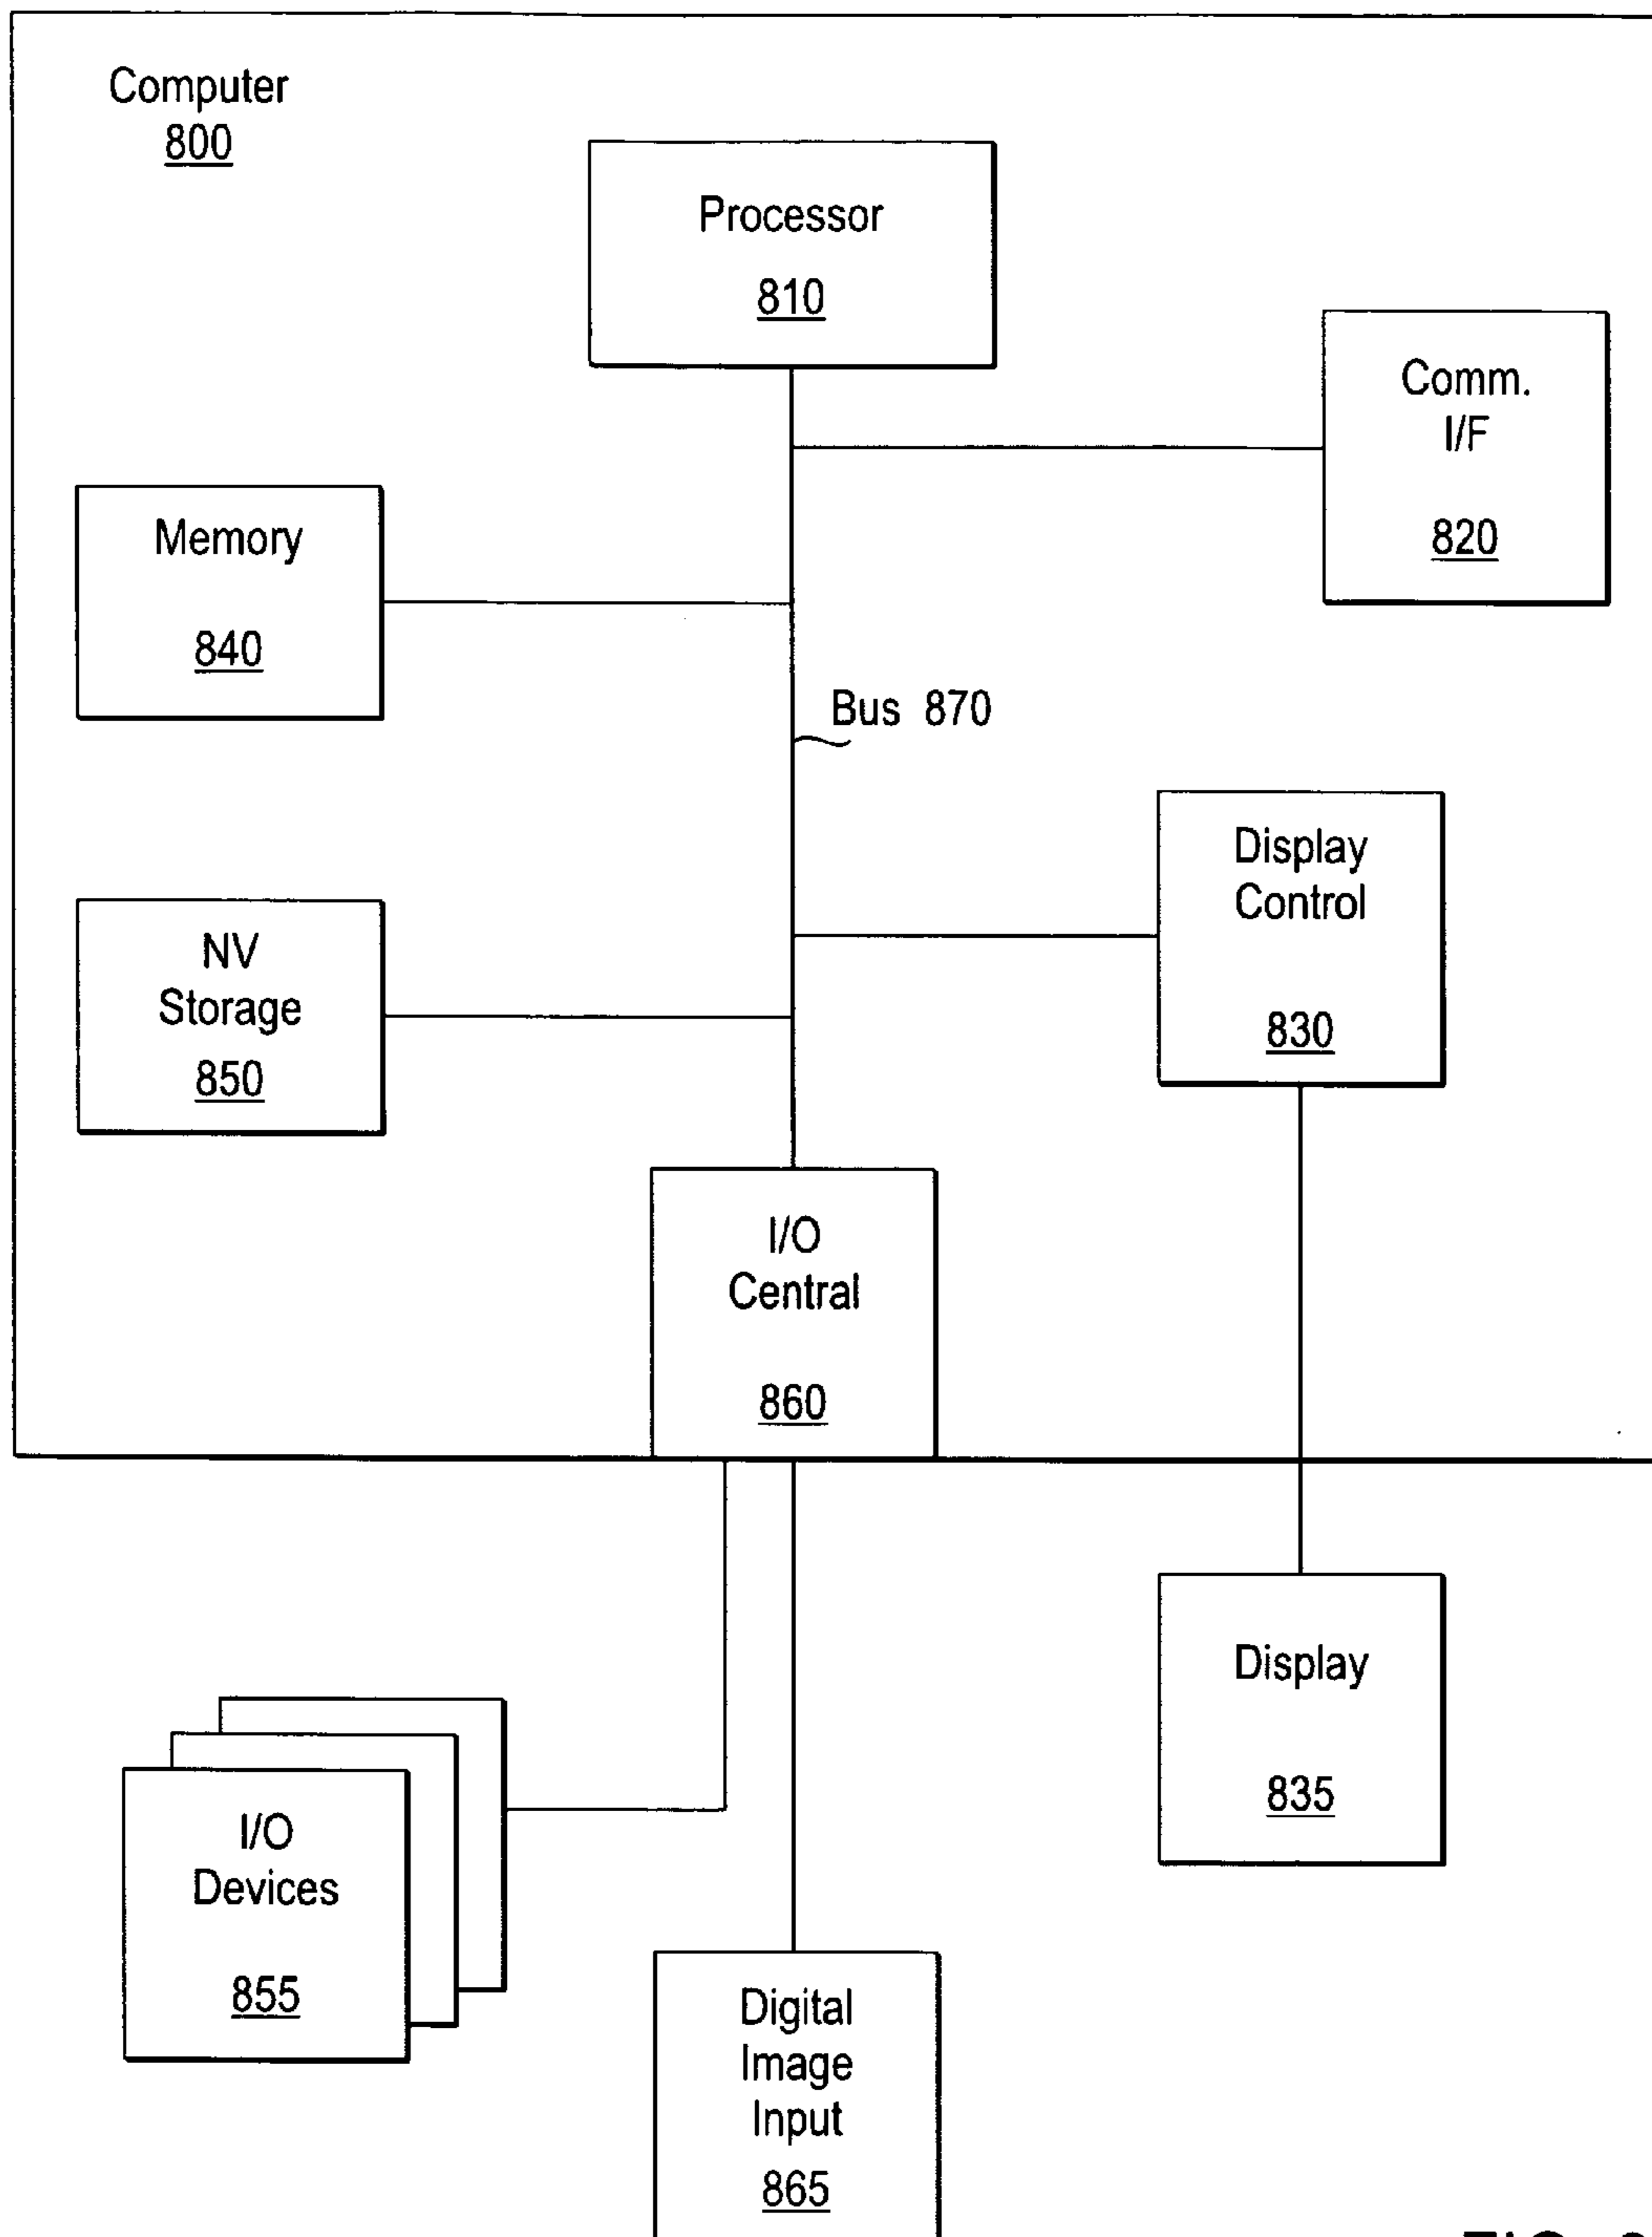 Computer
800
Processor
810
Comm.
I/F
820
Memory
840
Bus 870
Display
Control
830
NV
Storage
850
I/O
Central
860
Display
835
I/O
Devices
855
Digital
Image
Input
865